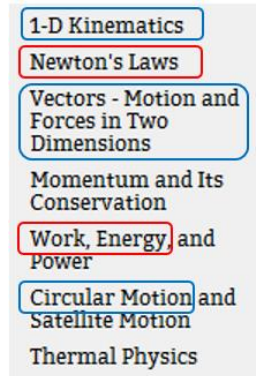 1-D Kinematics
Newton's Laws
Vectors - Motion and
Forces in Two
Dimensions
Momentum and Its
Conservation
Work, Energy, and
Power
Circular Motion and
Satellite Motion
Thermal Physics